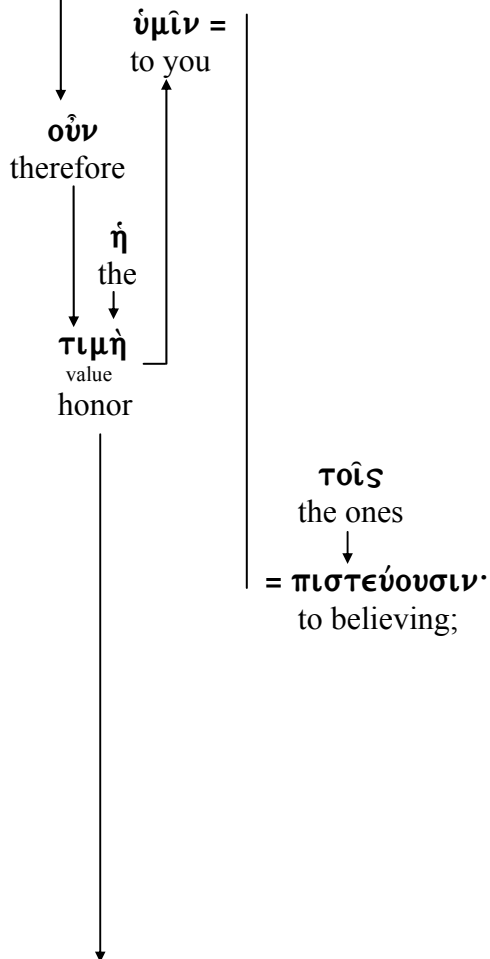 ὑμῖν =
to you
οὖν
therefore
ἡ
the
τιμὴ
value
honor
τοῖς
the ones
= πιστεύουσιν·
to believing;